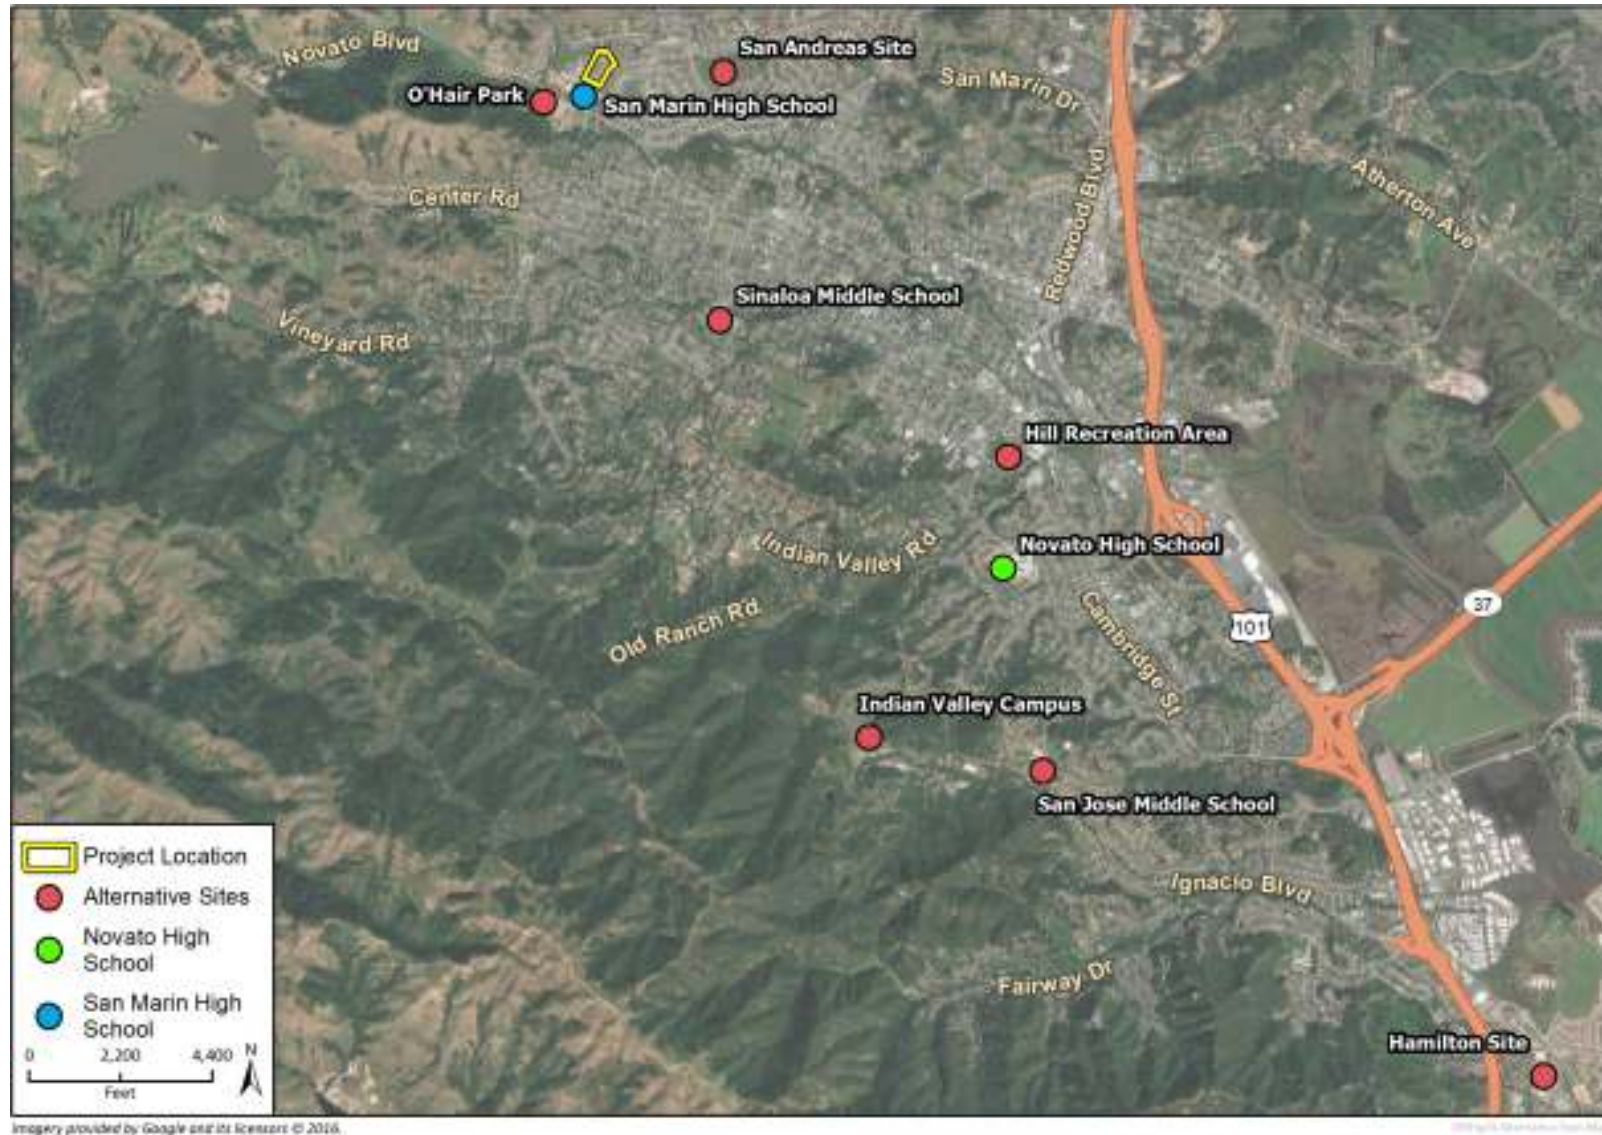 Novato Blvd
San Andreas Site
San Marin Dr
O'Hair Park
San Marin High School
Atherton Ave
Center Rd
Redwood Blvd
Sinaloa Middle School
Vineyard Rd
Hill Recreation Area
Indian Valley Rd
Novato High School
Old Ranch Rd
Cambridge St
101
37
Indian Valley Campus
San Jose Middle School
Ignacio Blvd
Fairway Dr
Hamilton Site
Project Location
Alternative Sites
Novato High
School
San Marin High
School
0 2,200 4,400 N
Feet
Imagery provided by Google and its licensors © 2016.